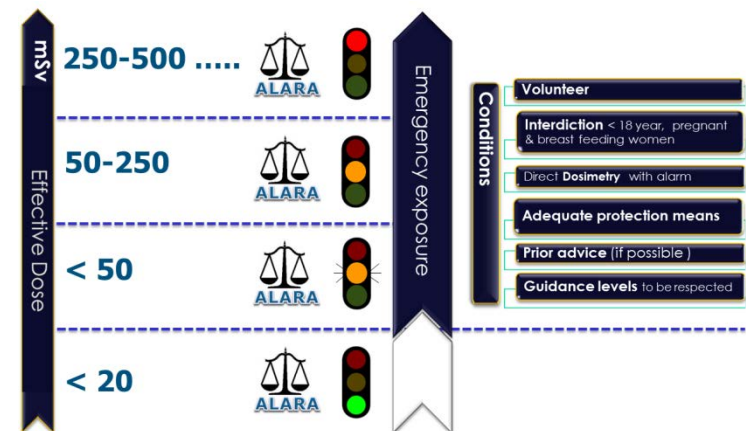 mSv
Effective Dose
250-500 .....
ALARA
50-250
ALARA
< 50
ALARA
< 20
ALARA
Emergency exposure
Conditions
Volunteer
Interdiction < 18 year, pregnant
& breast feeding women
Direct Dosimetry with alarm
Adequate protection means
Prior advice (if possible )
Guidance levels to be respected